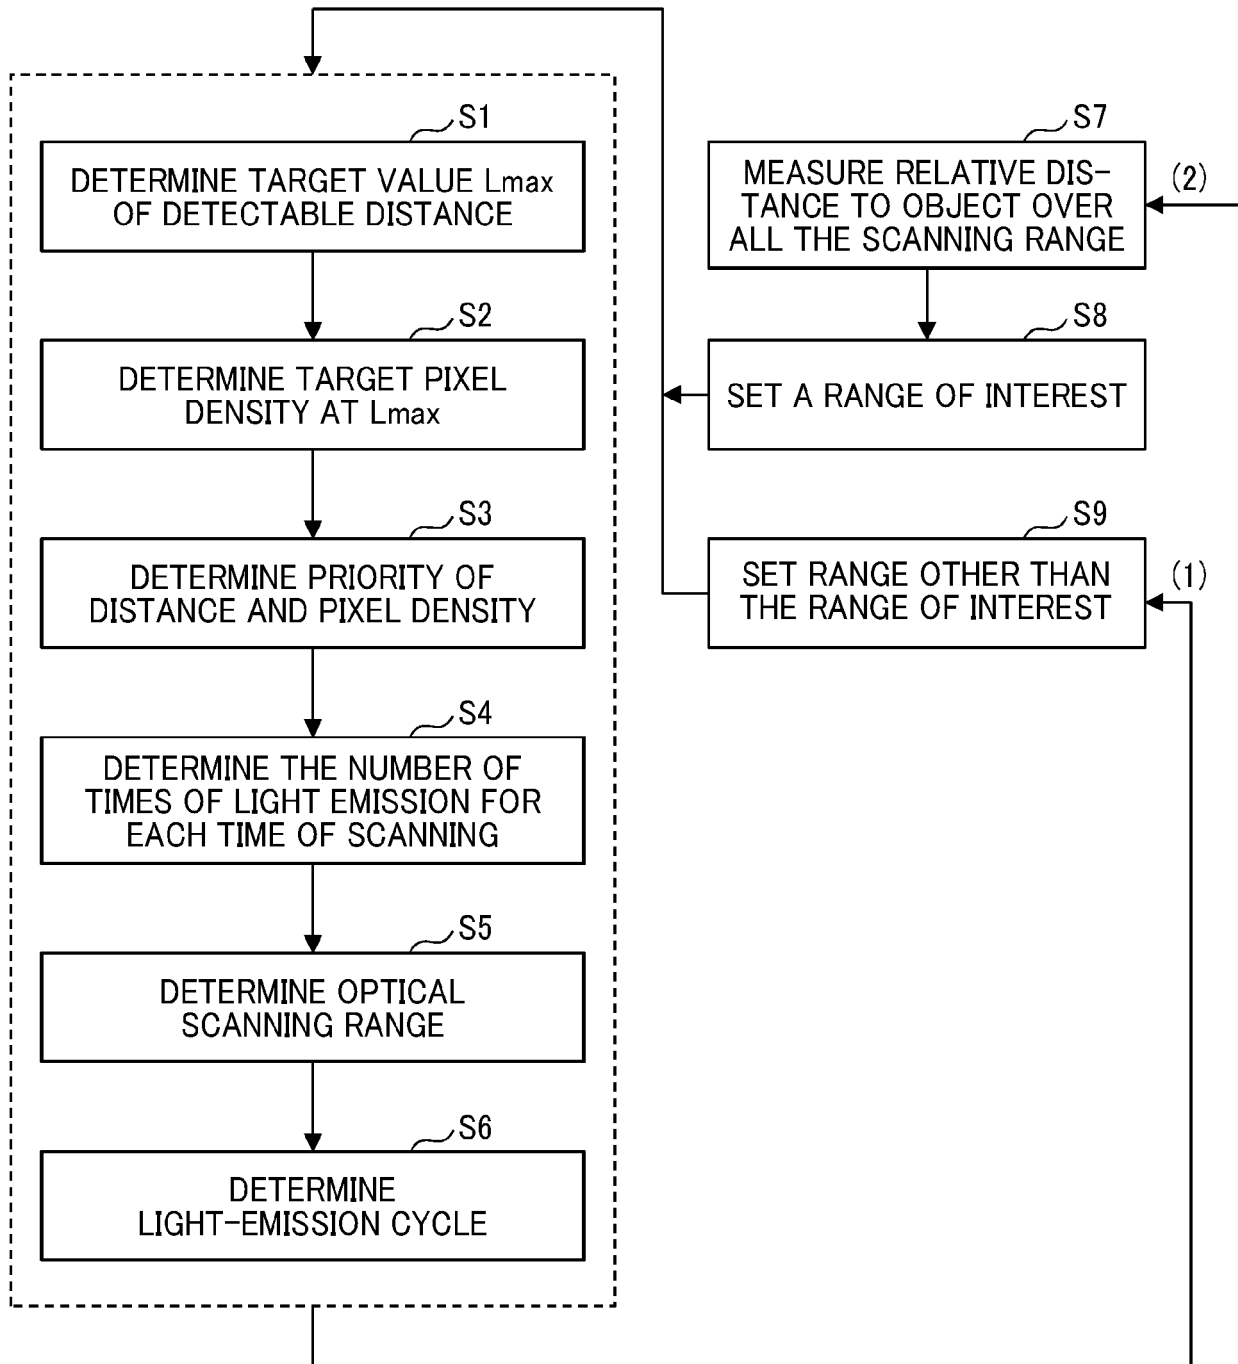 S1
DETERMINE TARGET VALUE Lmax
OF DETECTABLE DISTANCE
S2
DETERMINE TARGET PIXEL
DENSITY AT Lmax
S3
DETERMINE PRIORITY OF
DISTANCE AND PIXEL DENSITY
S4
DETERMINE THE NUMBER OF
TIMES OF LIGHT EMISSION FOR
EACH TIME OF SCANNING
S5
DETERMINE OPTICAL
SCANNING RANGE
S6
DETERMINE
LIGHT-EMISSION CYCLE
S7
MEASURE RELATIVE DIS-
TANCE TO OBJECT OVER
ALL THE SCANNING RANGE
(2)
S8
SET A RANGE OF INTEREST
S9
SET RANGE OTHER THAN
THE RANGE OF INTEREST
(1)